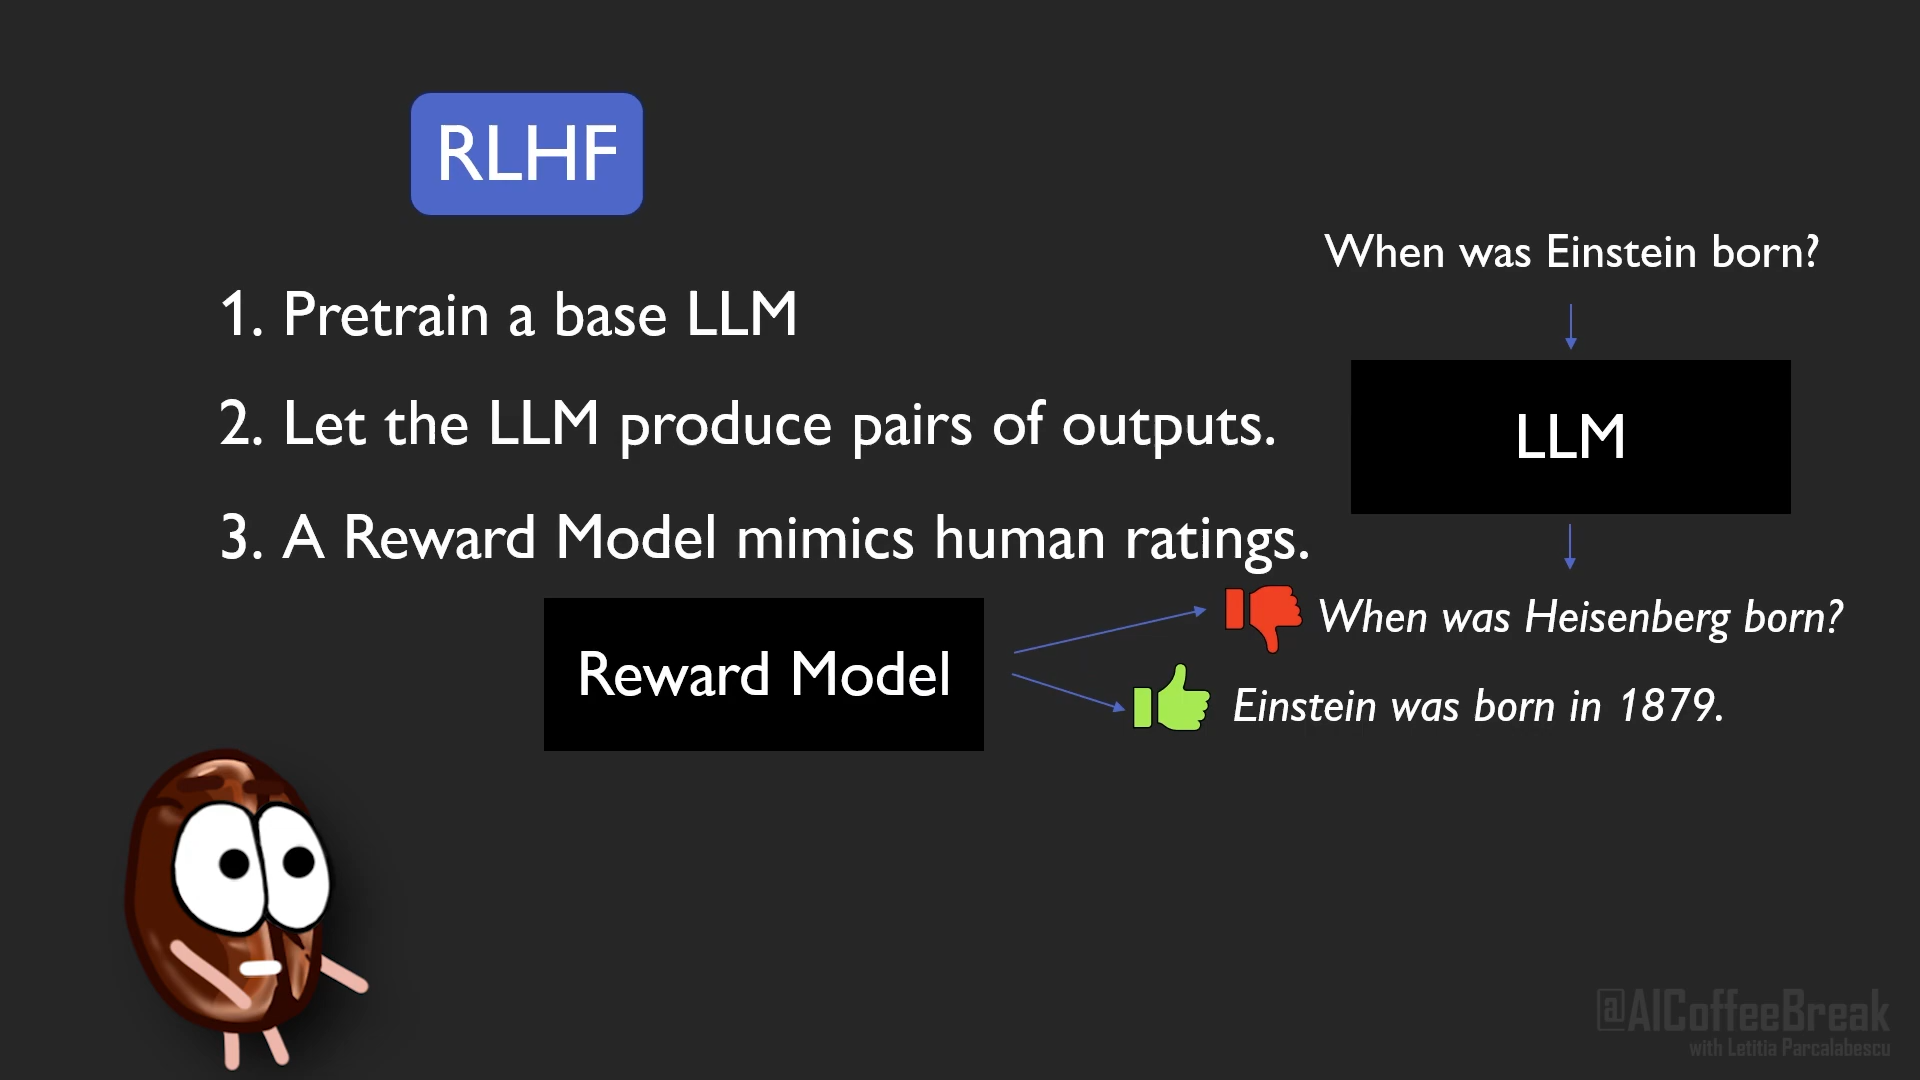 RLHF
1. Pretrain a base LLM
2. Let the LLM produce pairs of outputs.
3. A Reward Model mimics human ratings.
Reward Model
When was Einstein born?
LLM
When was Heisenberg born?
Einstein was born in 1879.
@AICoffeeBreak
with Letitia Parcalabescu